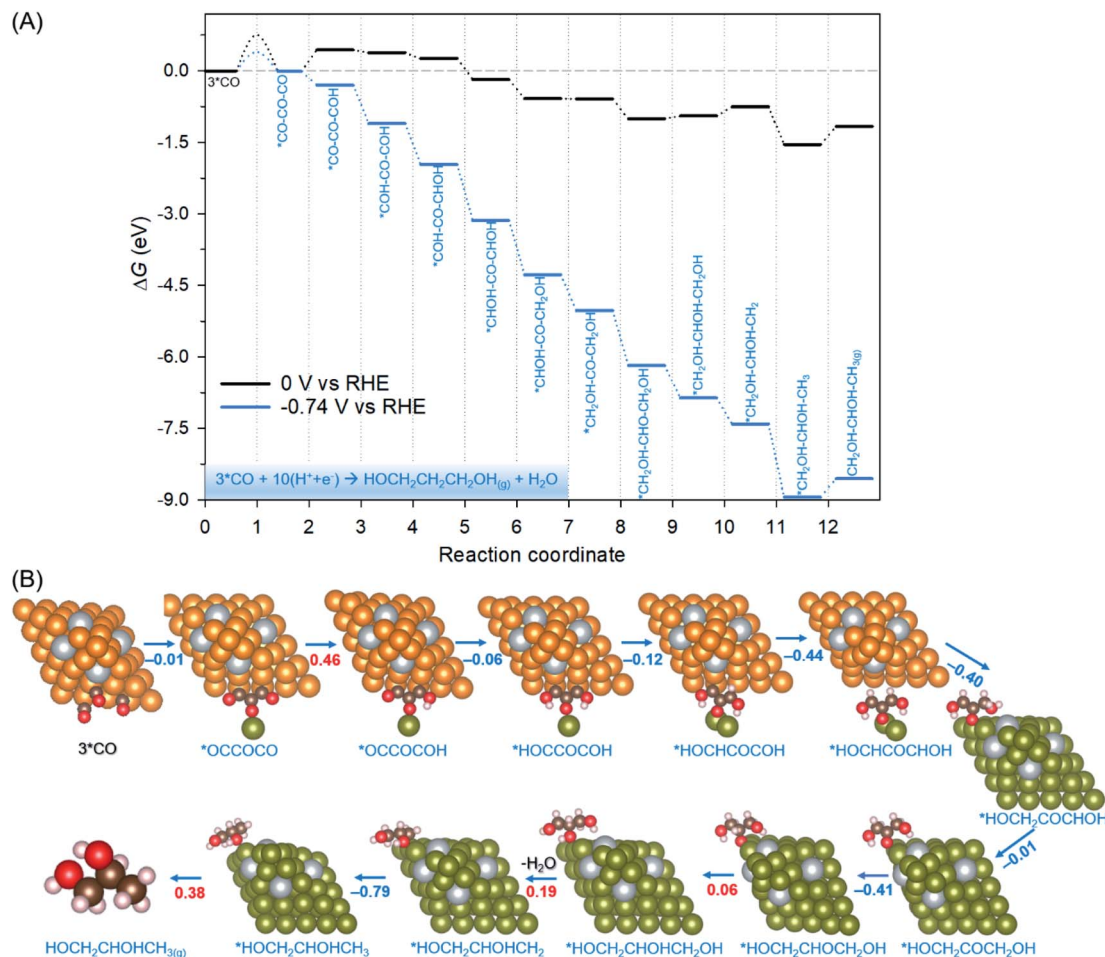 (A)
0.0
-1.5
-3.0
-4.5
-6.0
-7.5
-9.0
ΔG (eV)
3*CO
*CO-CO-CO
*CO-CO-COH
*COH-CO-COH
*COH-CO-CHOH
*CHOH-CO-CHOH
*CHOH-CO-CH₂OH
*CH₂OH-CO-CH₂OH
*CH₂OH-CHO-CH₂OH
*CH₂OH-CHOH-CH₂OH
*CH₂OH-CHOH-CH₂
*CH₂OH-CHOH-CH₃
CH₂OH-CHOH-CH₃₍g₎
0 V vs RHE
-0.74 V vs RHE
3*CO + 10(H⁺+e⁻) → HOCH₂CH₂CH₂OH₍g₎ + H₂O
0 1 2 3 4 5 6 7 8 9 10 11 12
Reaction coordinate
(B)
−0.01 0.46 −0.06 −0.12 −0.44 −0.40
3*CO *OCCOCO *OCCOCOH *HOCCOCOH *HOCHCOCOH *HOCHCOCHOH
*HOCH₂COCHOH
−0.01
-H₂O
0.38 −0.79 0.19 0.06 −0.41
HOCH₂CHOHCH₃₍g₎ *HOCH₂CHOHCH₃ *HOCH₂CHOHCH₂ *HOCH₂CHOHCH₂OH *HOCH₂CHOCH₂OH *HOCH₂COCH₂OH